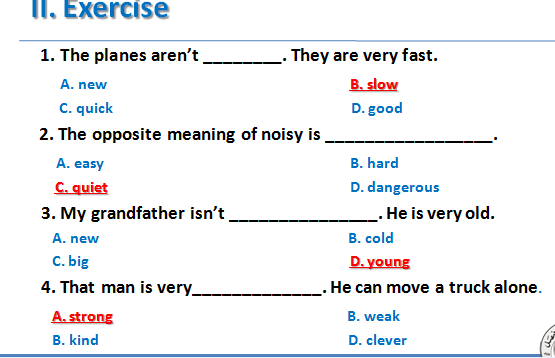 II. Exercise
1. The planes aren't ________. They are very fast.
A. new B. slow
C. quick D. good
2. The opposite meaning of noisy is _________________.
A. easy B. hard
C. quiet D. dangerous
3. My grandfather isn't _______________. He is very old.
A. new B. cold
C. big D. young
4. That man is very_____________. He can move a truck alone.
A. strong B. weak
B. kind D. clever